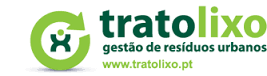 tratolixo
gestão de resíduos urbanos
www.tratolixo.pt